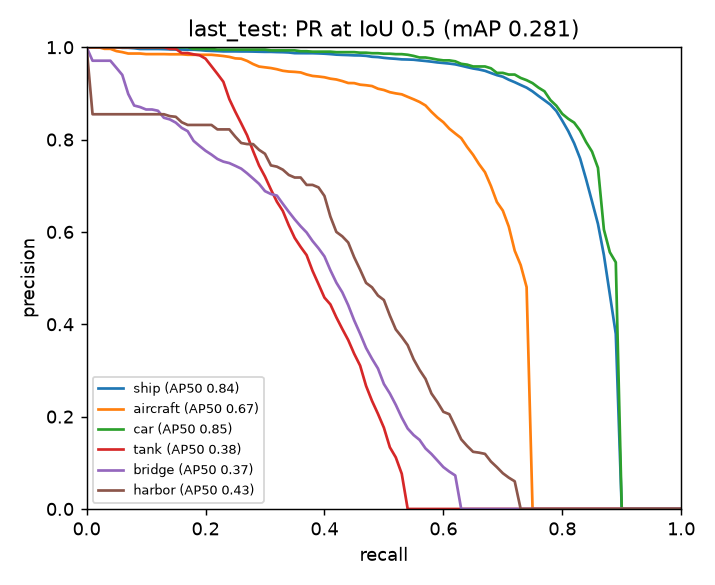 last_test: PR at IoU 0.5 (mAP 0.281)
1.0
0.8
0.6
0.4
0.2
0.0
precision
ship (AP50 0.84)
aircraft (AP50 0.67)
car (AP50 0.85)
tank (AP50 0.38)
bridge (AP50 0.37)
harbor (AP50 0.43)
0.0 0.2 0.4 0.6 0.8 1.0
recall